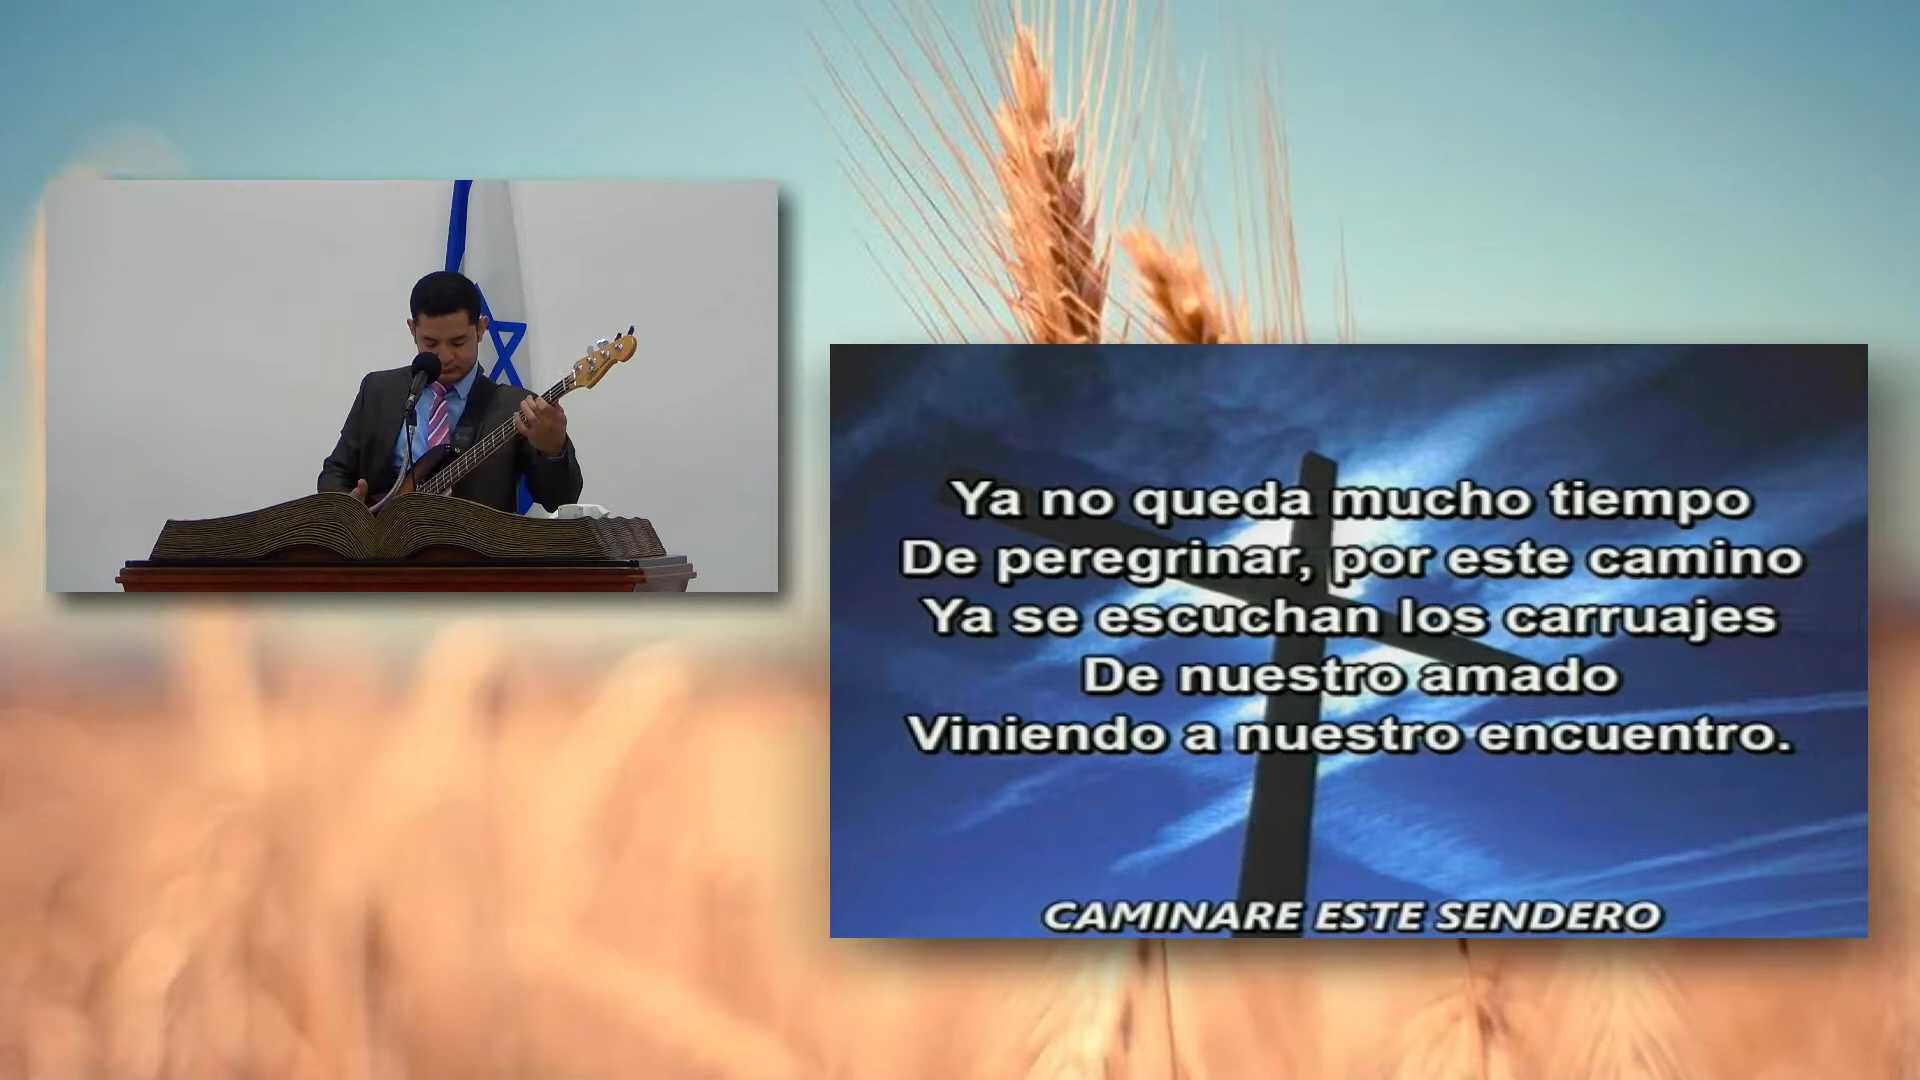 Ya no queda mucho tiempo
De peregrinar, por este camino
Ya se escuchan los carruajes
De nuestro amado
Viniendo a nuestro encuentro.
CAMINARE ESTE SENDERO